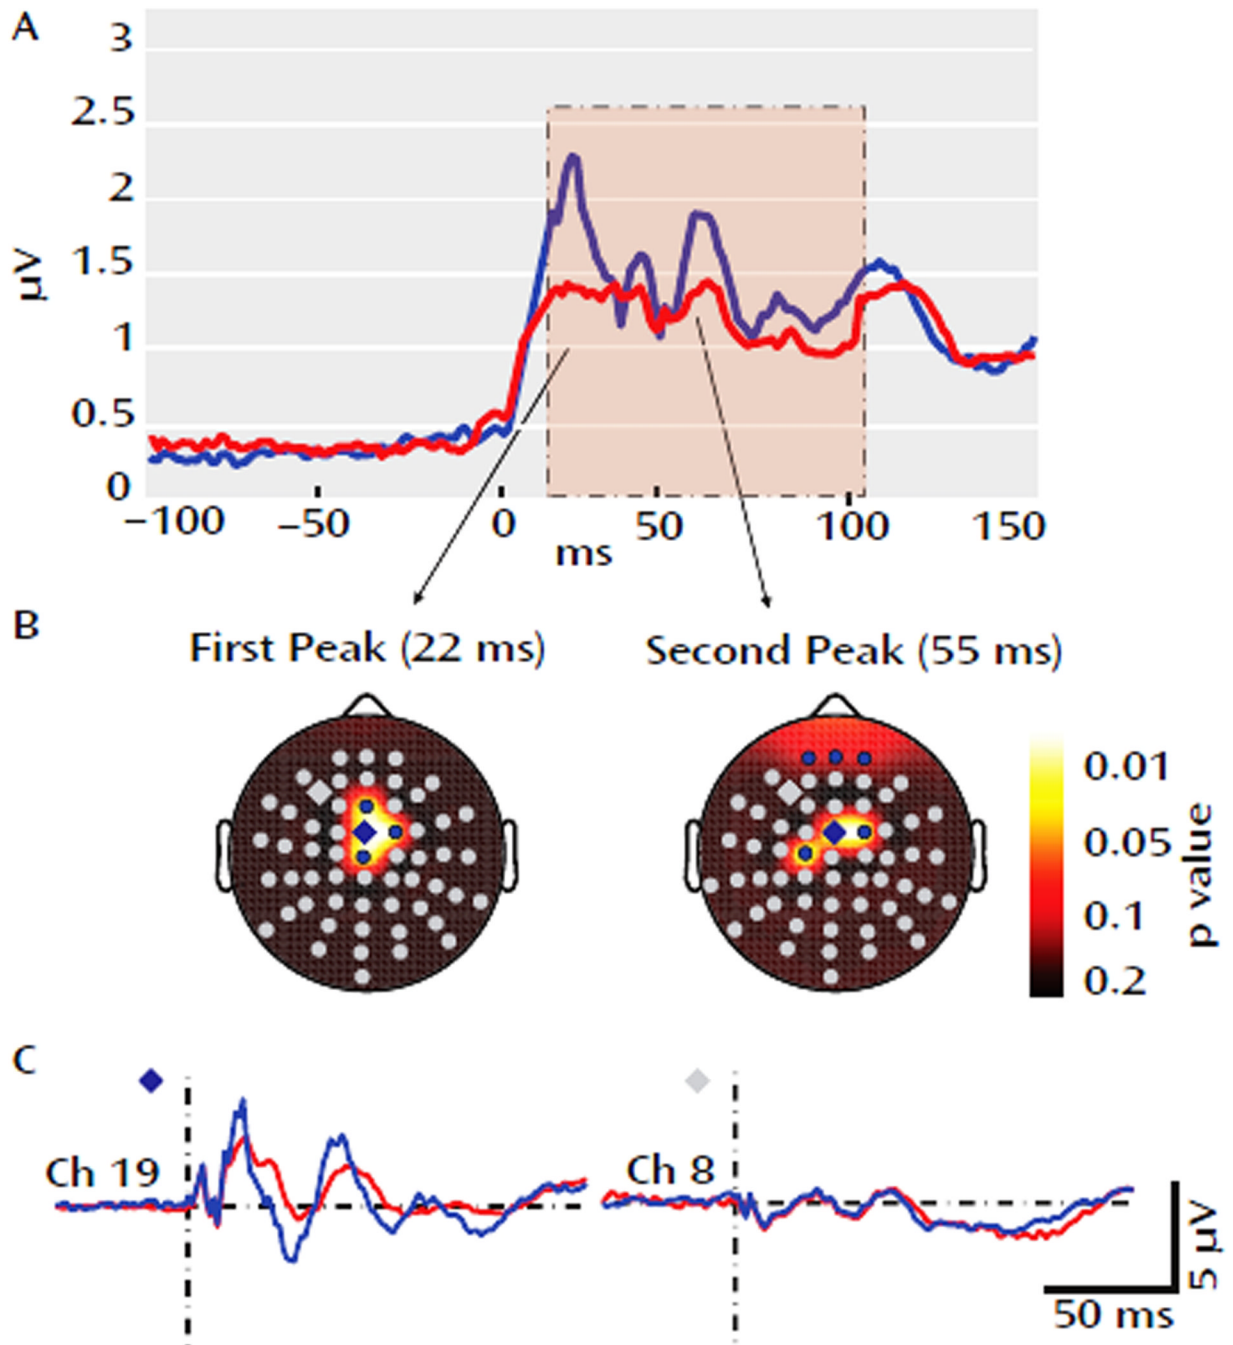 A
3
2.5
2
1.5
1
0.5
0
µV
−100 −50 0 50 100 150
ms
B
First Peak (22 ms) Second Peak (55 ms)
0.01
0.05
0.1
0.2
p value
C
Ch 19 Ch 8
5 µV
50 ms